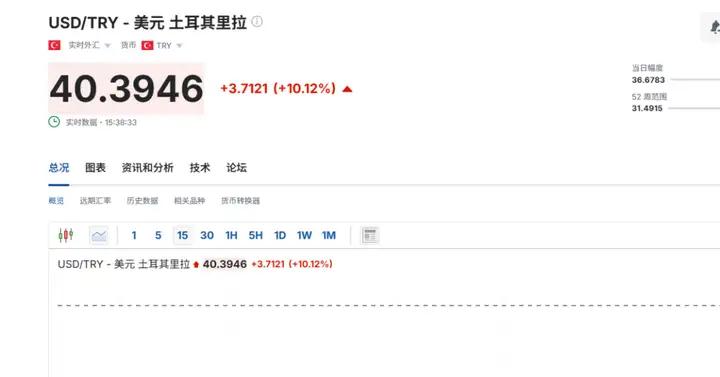 USD/TRY - 美元 土耳其里拉
实时外汇 货币 TRY
40.3946 +3.7121 (+10.12%)
实时数据・15:38:33
当日幅度
36.6783
52 周范围
31.4915
总况 图表 资讯和分析 技术 论坛
概览 远期汇率 历史数据 相关品种 货币转换器
1 5 15 30 1H 5H 1D 1W 1M
USD/TRY - 美元 土耳其里拉 40.3946 +3.7121 (+10.12%)